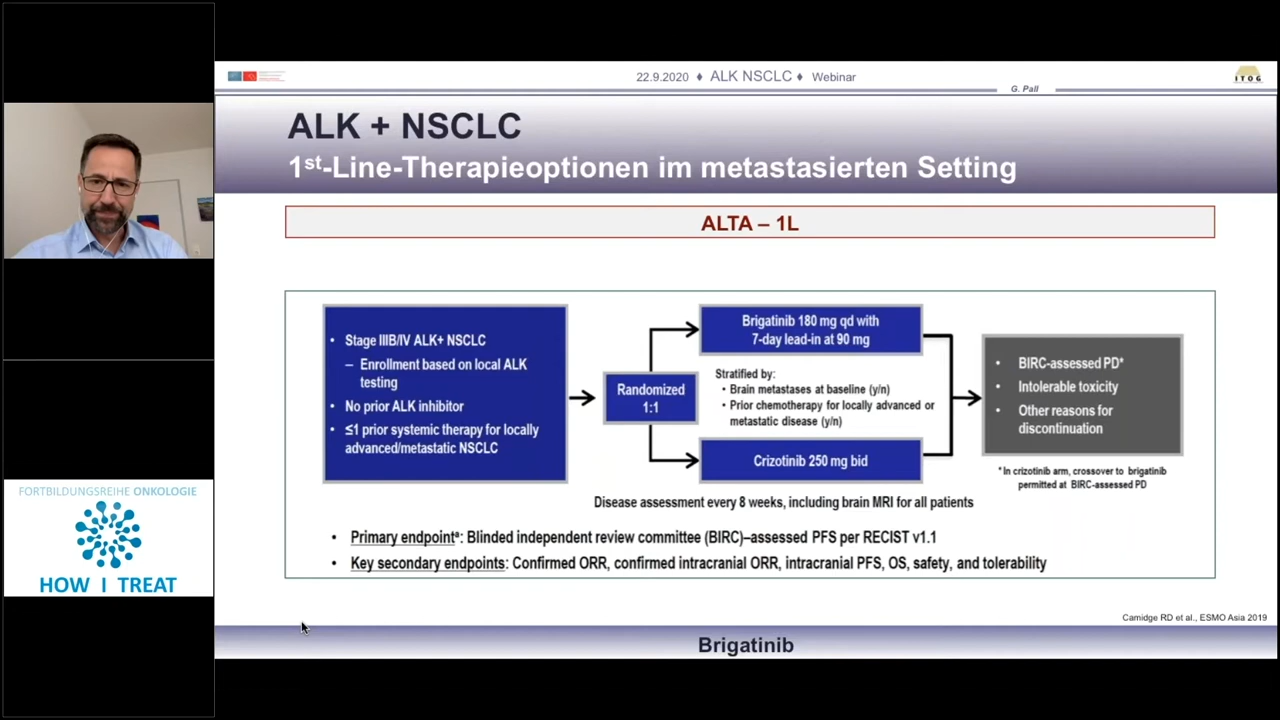 22.9.2020 ♦ ALK NSCLC ♦ Webinar
G. Pall
ITOG
ALK + NSCLC
1st-Line-Therapieoptionen im metastasierten Setting
ALTA – 1L
• Stage IIIB/IV ALK+ NSCLC
– Enrollment based on local ALK
testing
• No prior ALK inhibitor
• ≤1 prior systemic therapy for locally
advanced/metastatic NSCLC
Randomized
1:1
Brigatinib 180 mg qd with
7-day lead-in at 90 mg
Stratified by:
• Brain metastases at baseline (y/n)
• Prior chemotherapy for locally advanced or
metastatic disease (y/n)
Crizotinib 250 mg bid
• BIRC-assessed PD*
• Intolerable toxicity
• Other reasons for
discontinuation
*In crizotinib arm, crossover to brigatinib
permitted at BIRC-assessed PD
Disease assessment every 8 weeks, including brain MRI for all patients
• Primary endpointª: Blinded independent review committee (BIRC)–assessed PFS per RECIST v1.1
• Key secondary endpoints: Confirmed ORR, confirmed intracranial ORR, intracranial PFS, OS, safety, and tolerability
Camidge RD et al., ESMO Asia 2019
Brigatinib
FORTBILDUNGSREIHE ONKOLOGIE
HOW I TREAT